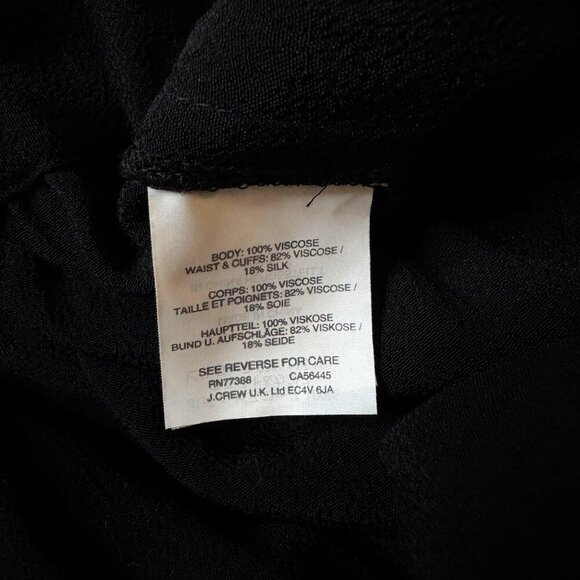 BODY: 100% VISCOSE
WAIST & CUFFS: 82% VISCOSE /
18% SILK
CORPS: 100% VISCOSE
TAILLE ET POIGNETS: 82% VISCOSE /
18% SOIE
HAUPTTEIL: 100% VISKOSE
BUND U. AUFSCHLÄGE: 82% VISKOSE /
18% SEIDE
SEE REVERSE FOR CARE
RN77388 CA56445
J.CREW U.K. Ltd EC4V 6JA